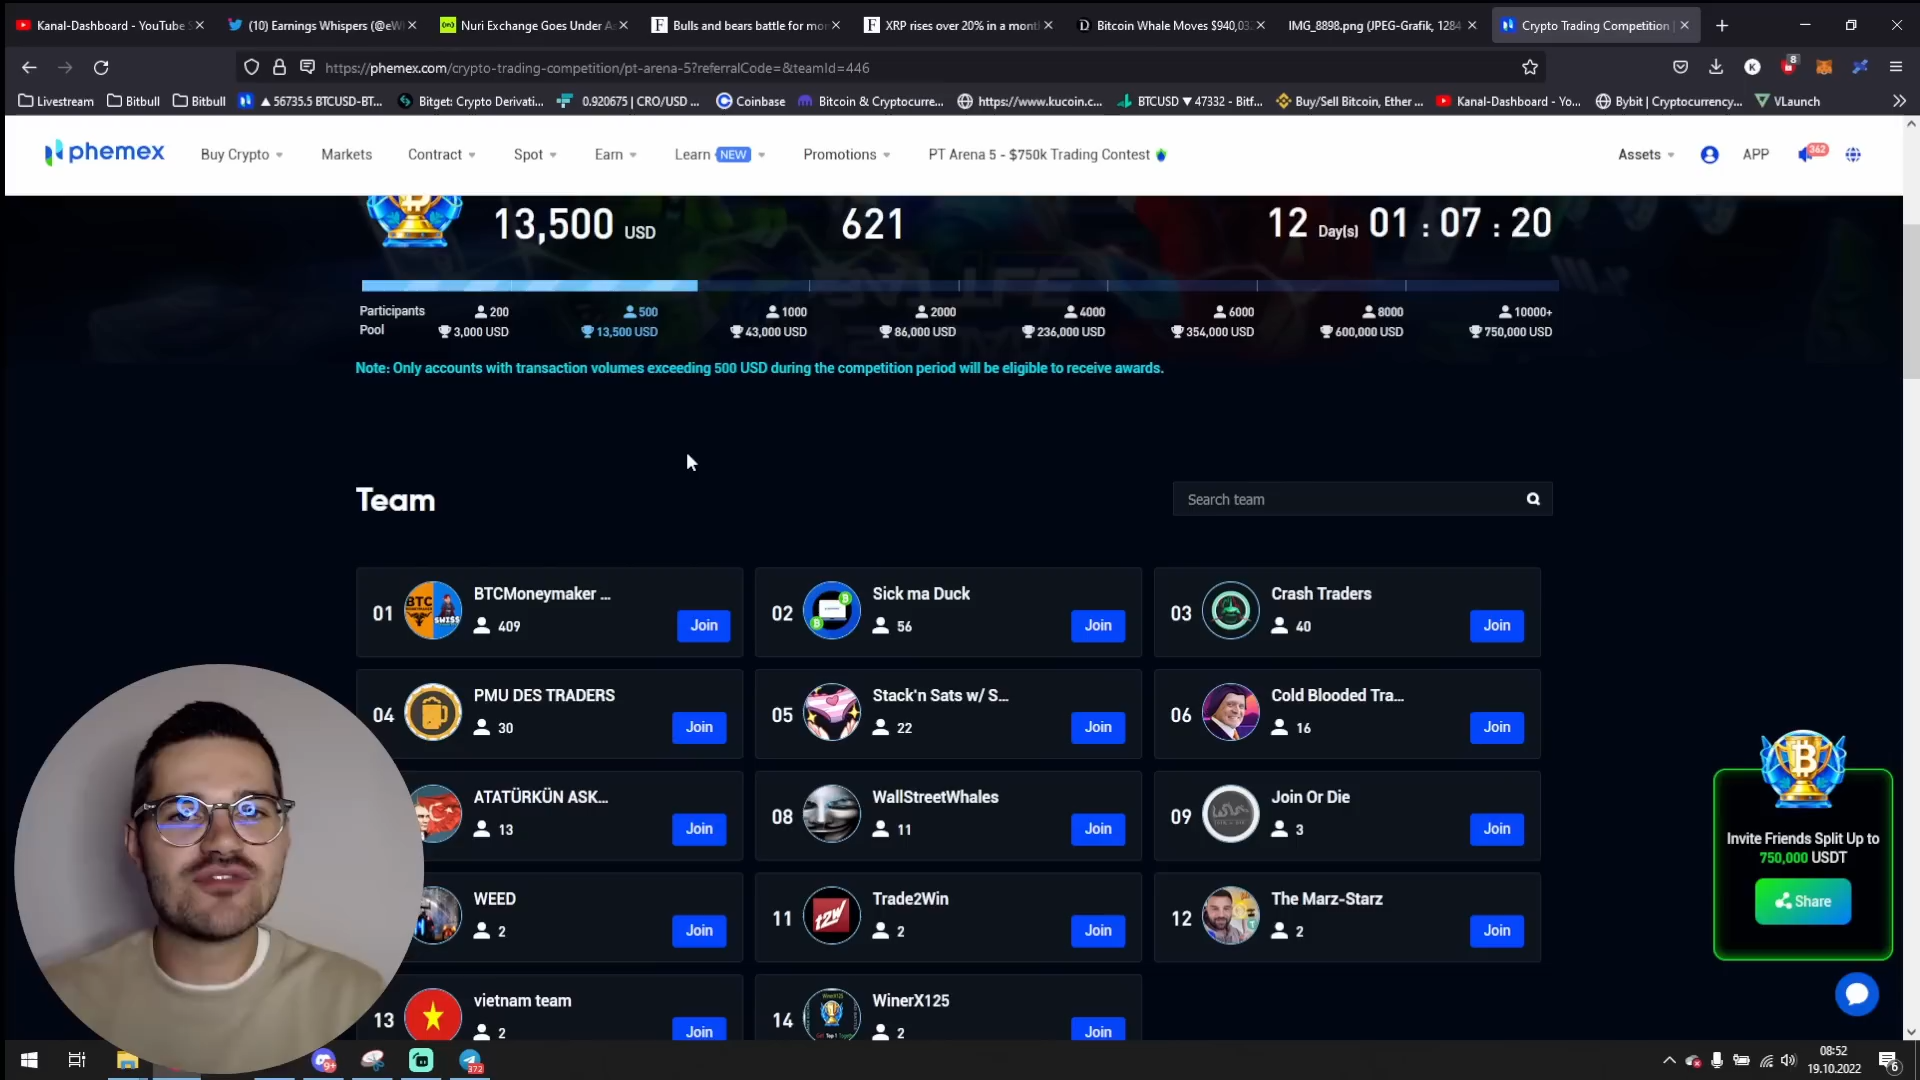 Kanal-Dashboard - YouTube S
(10) Earnings Whispers (@eW
Nuri Exchange Goes Under A
Bulls and bears battle for mor
XRP rises over 20% in a mont
Bitcoin Whale Moves $940,03
IMG_8898.png (JPEG-Grafik, 1284
Crypto Trading Competition |
https://phemex.com/crypto-trading-competition/pt-arena-5?referralCode=&teamId=446
K
8
Livestream
Bitbull
Bitbull
▲ 56735.5 BTCUSD-BT...
Bitget: Crypto Derivati...
0.920675 | CRO/USD ...
Coinbase
Bitcoin & Cryptocurre...
https://www.kucoin.c...
BTCUSD ▼ 47332 - Bitf...
Buy/Sell Bitcoin, Ether ...
Kanal-Dashboard - Yo...
Bybit | Cryptocurrency...
VLaunch
phemex
Buy Crypto
Markets
Contract
Spot
Earn
Learn NEW
Promotions
PT Arena 5 - $750k Trading Contest
Assets
APP
362
13,500 USD
621
12 Day(s) 01 : 07 : 20
Participants
200
500
1000
2000
4000
6000
8000
10000+
Pool
3,000 USD
13,500 USD
43,000 USD
86,000 USD
236,000 USD
354,000 USD
600,000 USD
750,000 USD
Note: Only accounts with transaction volumes exceeding 500 USD during the competition period will be eligible to receive awards.
Team
Search team
01
BTCMoneymaker ...
409
Join
02
Sick ma Duck
56
Join
03
Crash Traders
40
Join
04
PMU DES TRADERS
30
Join
05
Stack'n Sats w/ S...
22
Join
06
Cold Blooded Tra...
16
Join
ATATÜRKÜN ASK...
13
Join
08
WallStreetWhales
11
Join
09
Join Or Die
3
Join
WEED
2
Join
11
t2w
Trade2Win
2
Join
12
The Marz-Starz
2
Join
13
vietnam team
2
Join
14
WinerX125
2
Join
Invite Friends Split Up to
750,000 USDT
Share
9+
372
08:52
19.10.2022
6